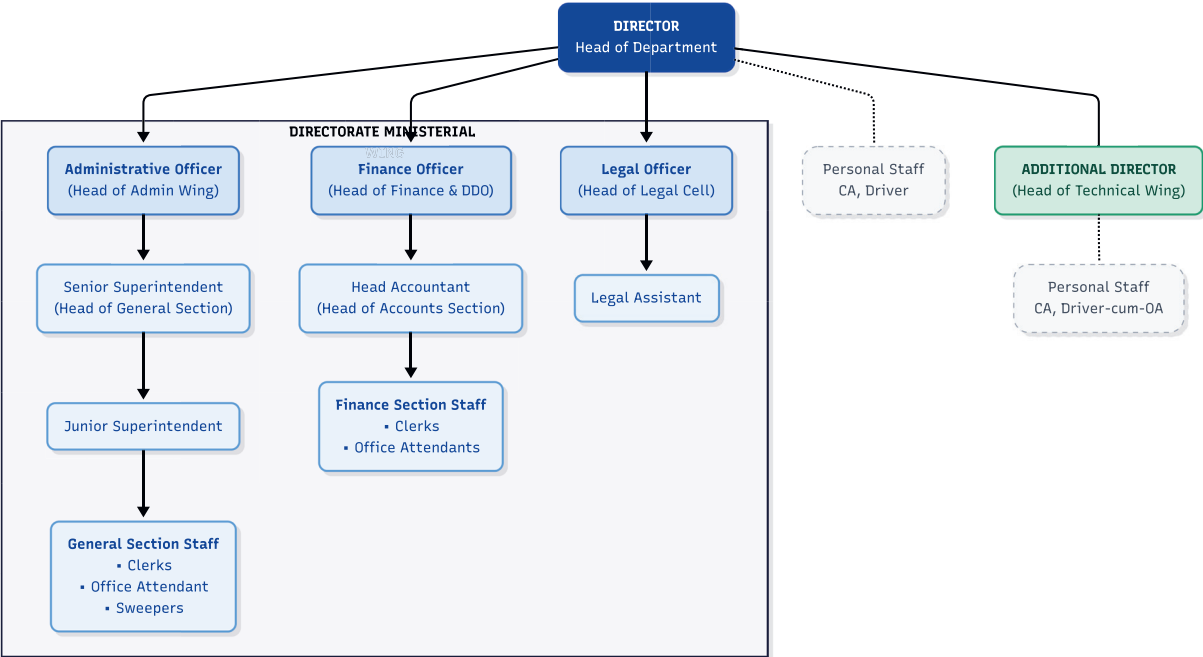 DIRECTOR
Head of Department
DIRECTORATE MINISTERIAL
WING
Administrative Officer
(Head of Admin Wing)
Finance Officer
(Head of Finance & DDO)
Legal Officer
(Head of Legal Cell)
Personal Staff
CA, Driver
ADDITIONAL DIRECTOR
(Head of Technical Wing)
Senior Superintendent
(Head of General Section)
Head Accountant
(Head of Accounts Section)
Legal Assistant
Personal Staff
CA, Driver-cum-OA
Junior Superintendent
Finance Section Staff
▪ Clerks
▪ Office Attendants
General Section Staff
▪ Clerks
▪ Office Attendant
▪ Sweepers